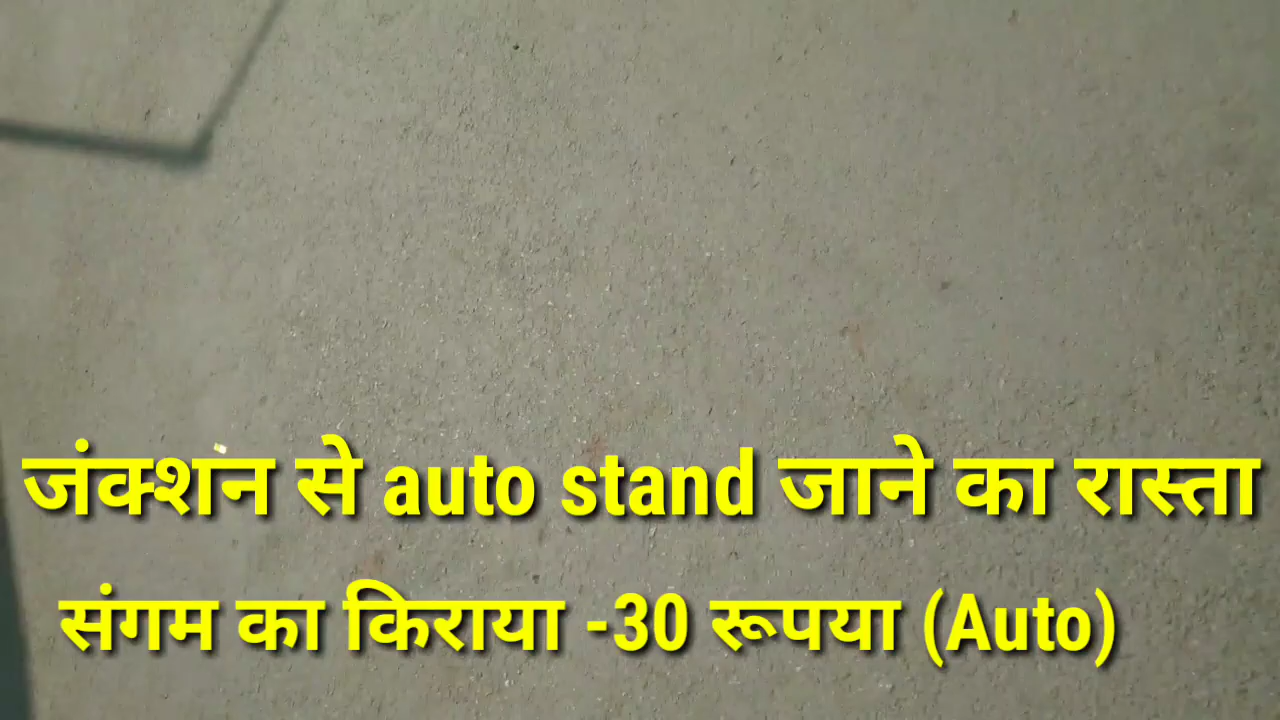 जंक्शन से auto stand जाने का रास्ता
संगम का किराया -30 रूपया (Auto)